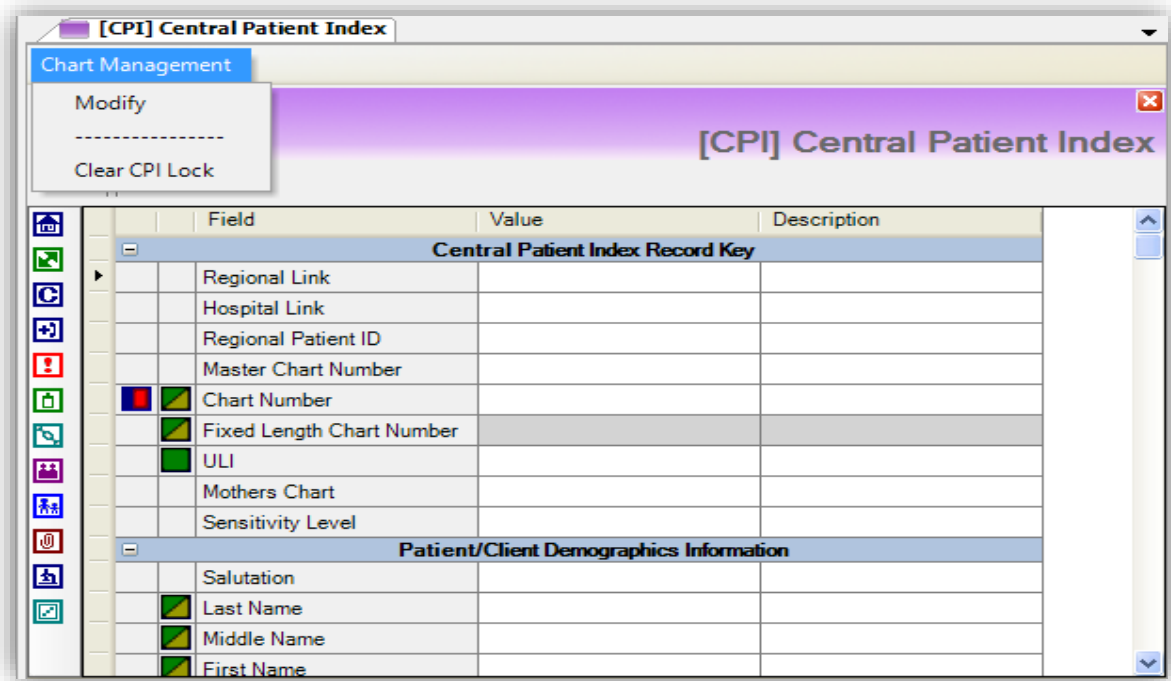 [CPI] Central Patient Index
Chart Management
Modify
----------------
Clear CPI Lock
[CPI] Central Patient Index
Field Value Description
Central Patient Index Record Key
Regional Link
Hospital Link
Regional Patient ID
Master Chart Number
Chart Number
Fixed Length Chart Number
ULI
Mothers Chart
Sensitivity Level
Patient/Client Demographics Information
Salutation
Last Name
Middle Name
First Name